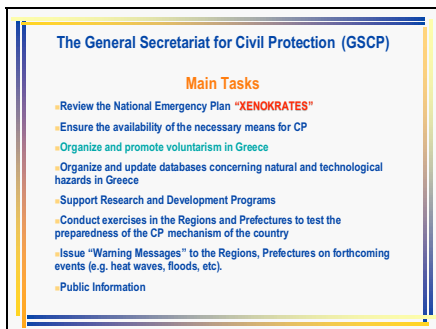 The General Secretariat for Civil Protection (GSCP)
Main Tasks
Review the National Emergency Plan “XENOKRATES”
Ensure the availability of the necessary means for CP
Organize and promote voluntarism in Greece
Organize and update databases concerning natural and technological
hazards in Greece
Support Research and Development Programs
Conduct exercises in the Regions and Prefectures to test the
preparedness of the CP mechanism of the country
Issue “Warning Messages” to the Regions, Prefectures on forthcoming
events (e.g. heat waves, floods, etc).
Public Information